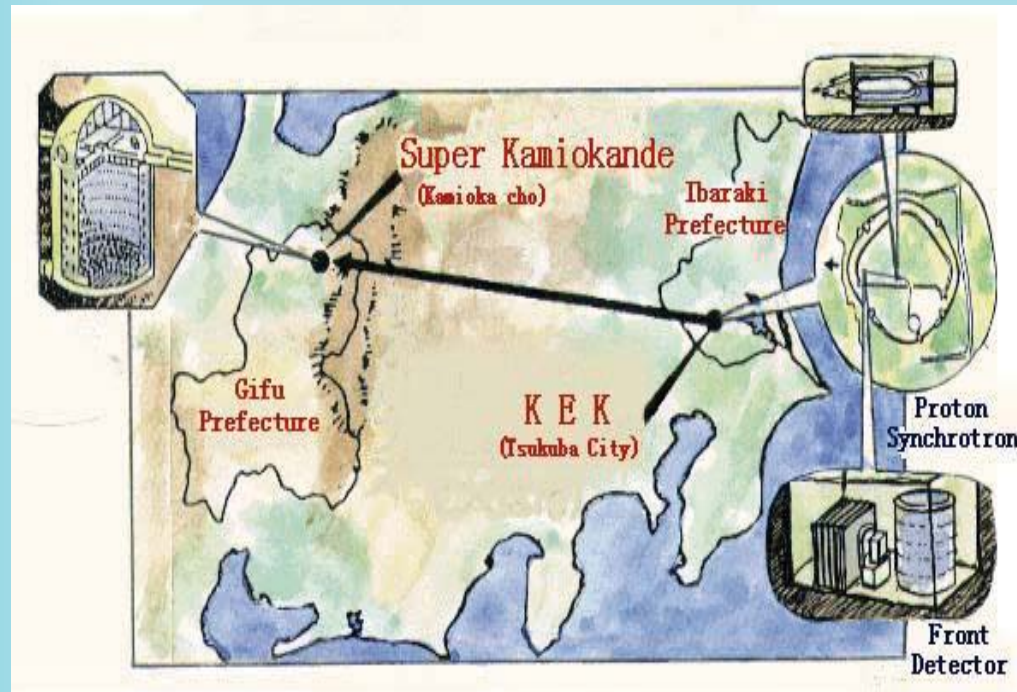 Super Kamiokande
(Kamioka cho)
Ibaraki
Prefecture
Gifu
Prefecture
K E K
(Tsukuba City)
Proton
Synchrotron
Front
Detector